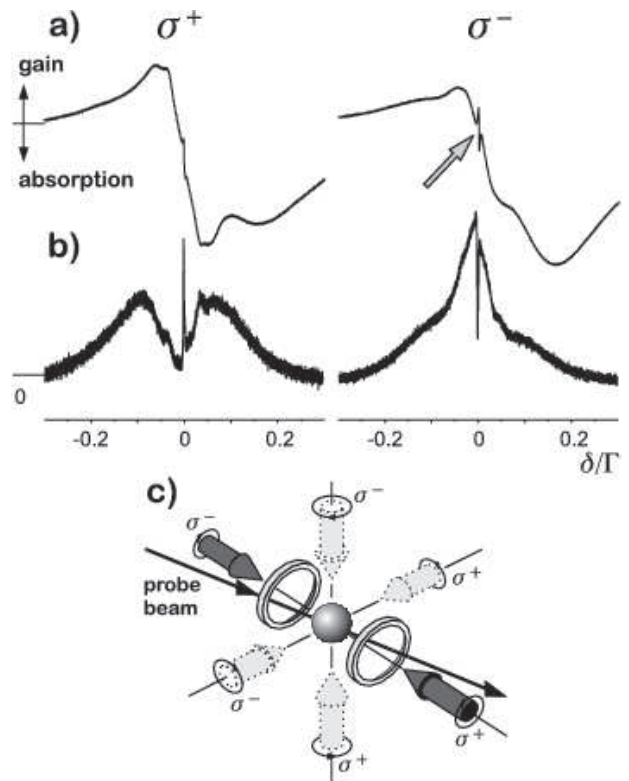 a) σ⁺ σ⁻
gain
absorption
b)
0
-0.2 0 0.2 -0.2 0 0.2
δ/Γ
c)
σ⁻
σ⁻
σ⁺
probe
beam
σ⁻
σ⁺
σ⁺